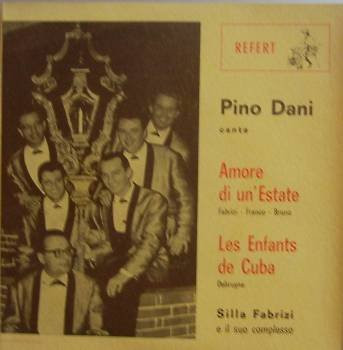 REFERT
Pino Dani
canta
Amore
di un'Estate
Fabrizi - Franco - Bruno
Les Enfants
de Cuba
Debruyne
Silla Fabrizi
e il suo complesso